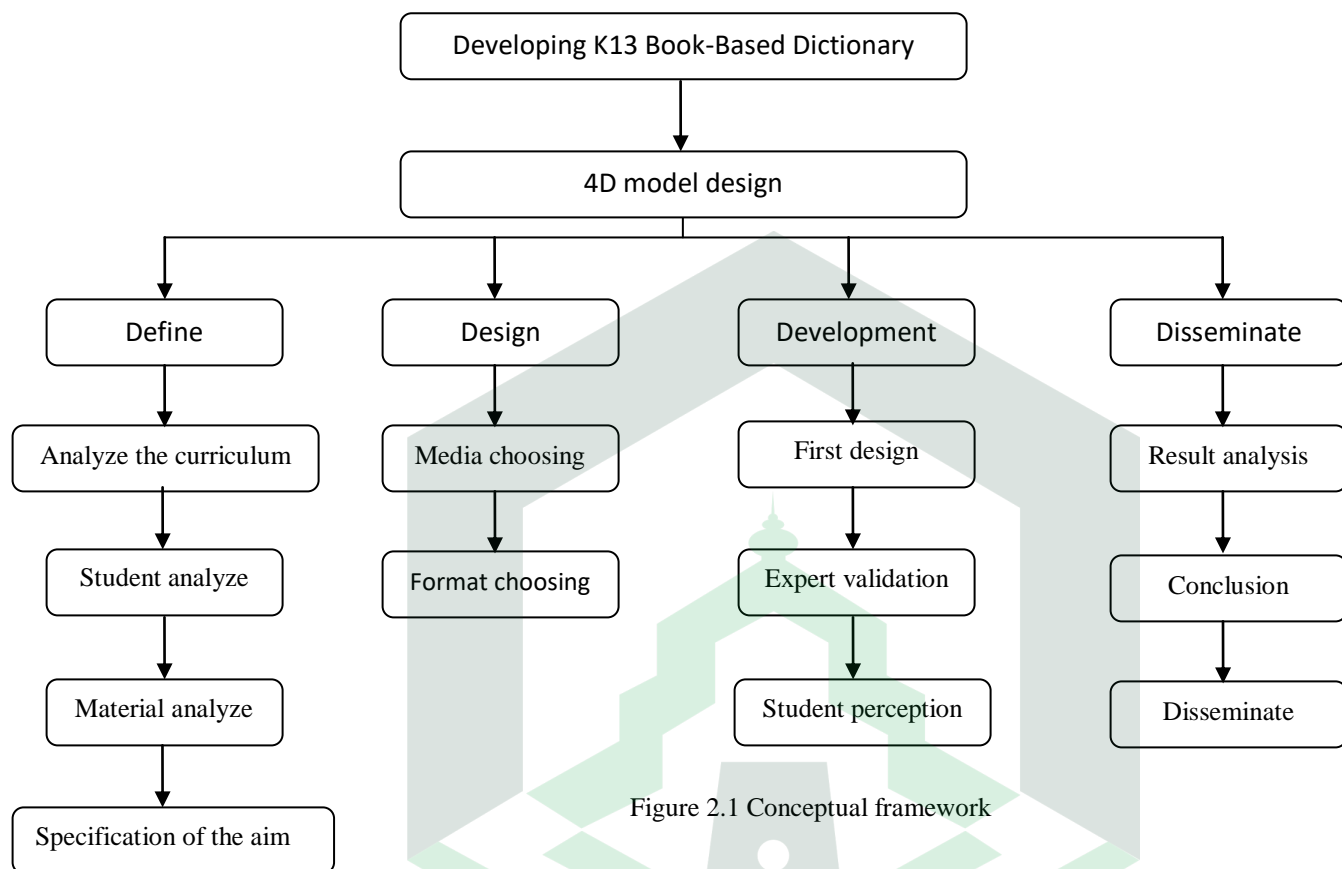 Developing K13 Book-Based Dictionary
4D model design
Define
Design
Development
Disseminate
Analyze the curriculum
Media choosing
First design
Result analysis
Student analyze
Format choosing
Expert validation
Conclusion
Material analyze
Student perception
Disseminate
Specification of the aim
Figure 2.1 Conceptual framework